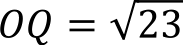 OQ = √23